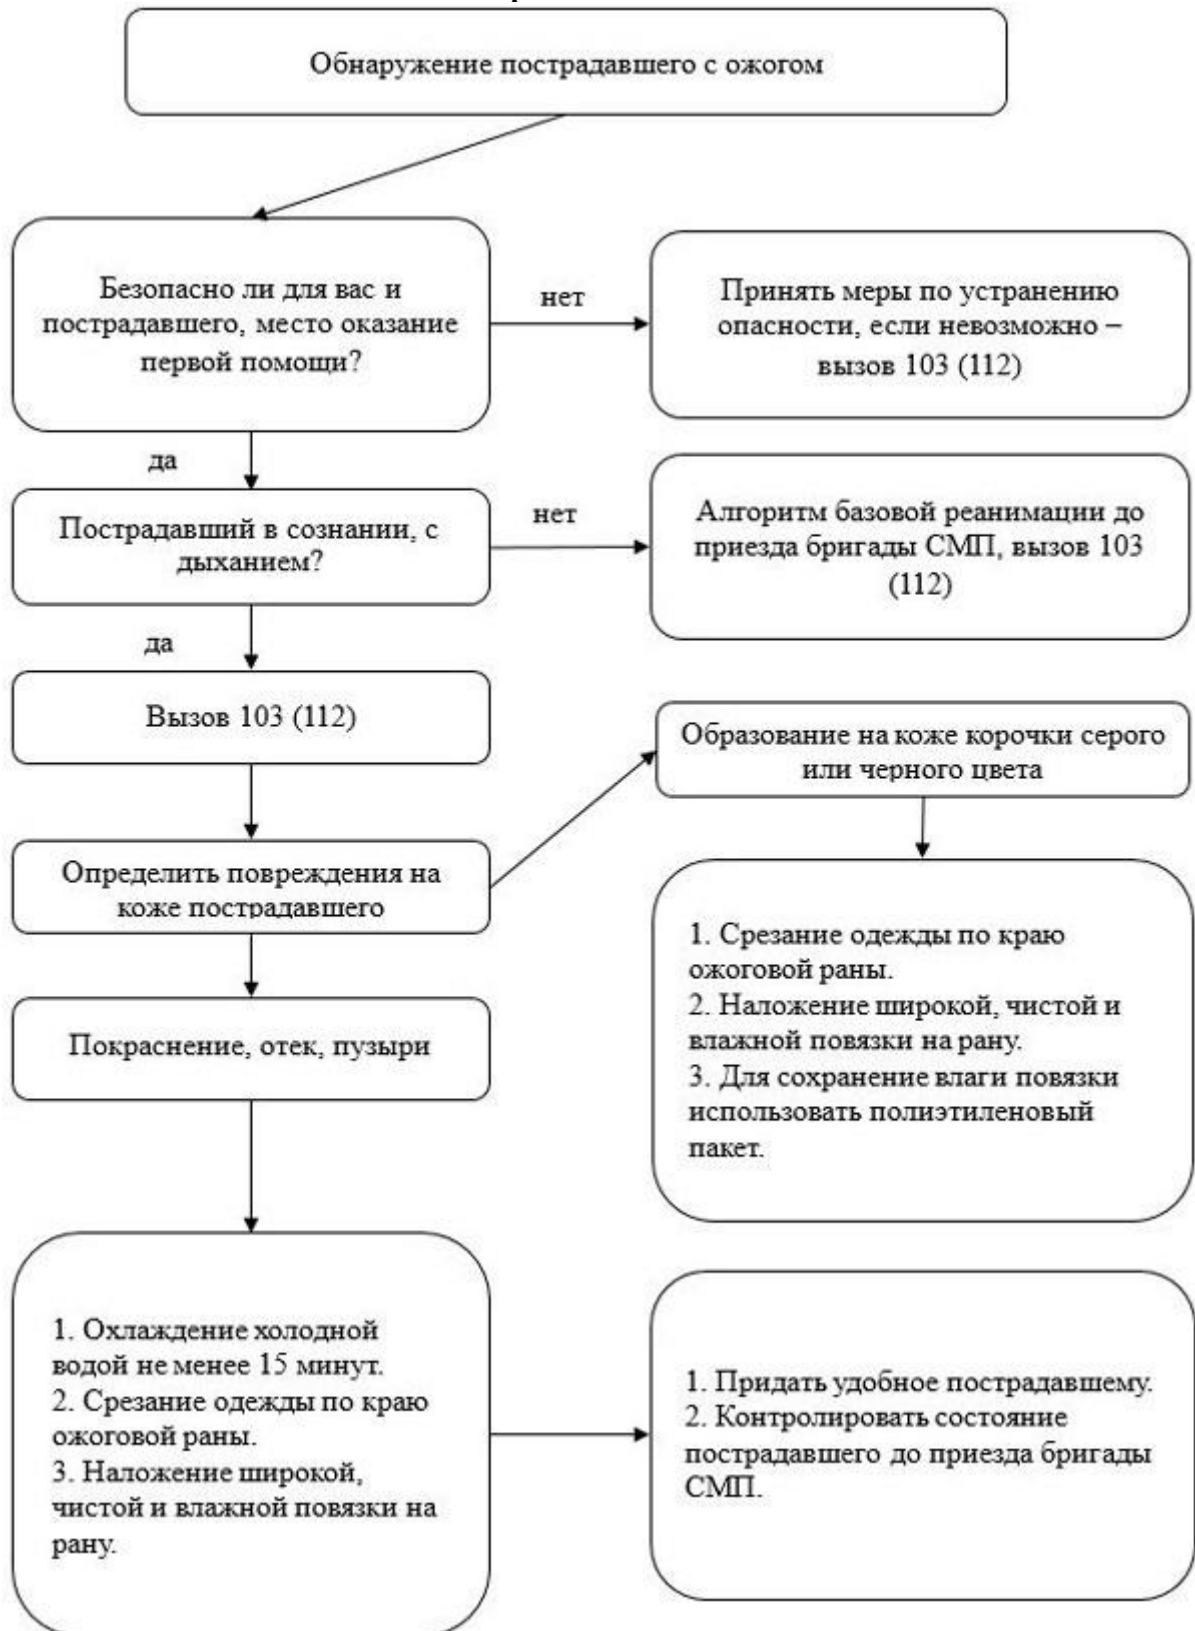 Обнаружение пострадавшего с ожогом
Безопасно ли для вас и
пострадавшего, место оказание
первой помощи?
нет
Принять меры по устранению
опасности, если невозможно –
вызов 103 (112)
да
Пострадавший в сознании, с
дыханием?
нет
Алгоритм базовой реанимации до
приезда бригады СМП, вызов 103
(112)
да
Вызов 103 (112)
Определить повреждения на
коже пострадавшего
Образование на коже корочки серого
или черного цвета
1. Срезание одежды по краю
ожоговой раны.
2. Наложение широкой, чистой и
влажной повязки на рану.
3. Для сохранение влаги повязки
использовать полиэтиленовый
пакет.
Покраснение, отек, пузыри
1. Охлаждение холодной
водой не менее 15 минут.
2. Срезание одежды по краю
ожоговой раны.
3. Наложение широкой,
чистой и влажной повязки на
рану.
1. Придать удобное пострадавшему.
2. Контролировать состояние
пострадавшего до приезда бригады
СМП.